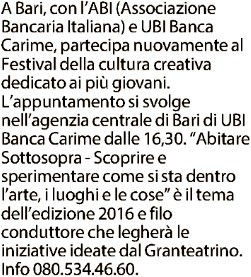 A Bari, con l’ABI (Associazione
Bancaria Italiana) e UBI Banca
Carime, partecipa nuovamente al
Festival della cultura creativa
dedicato ai più giovani.
L’appuntamento si svolge
nell’agenzia centrale di Bari di UBI
Banca Carime dalle 16,30. “Abitare
Sottosopra - Scoprire e
sperimentare come si sta dentro
l’arte, i luoghi e le cose” è il tema
dell’edizione 2016 e filo
conduttore che legherà le
iniziative ideate dal Granteatrino.
Info 080.534.46.60.